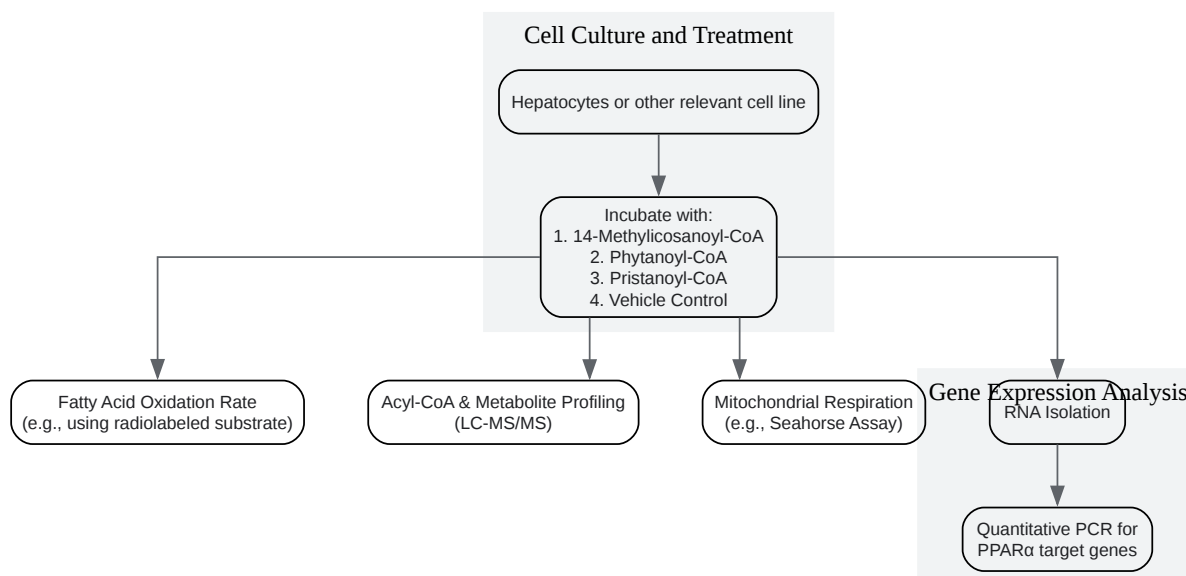 Cell Culture and Treatment
Hepatocytes or other relevant cell line
Incubate with:
1. 14-Methylicosanoyl-CoA
2. Phytanoyl-CoA
3. Pristanoyl-CoA
4. Vehicle Control
Fatty Acid Oxidation Rate
(e.g., using radiolabeled substrate)
Acyl-CoA & Metabolite Profiling
(LC-MS/MS)
Mitochondrial Respiration
(e.g., Seahorse Assay)
Gene Expression Analysis
RNA Isolation
Quantitative PCR for
PPARα target genes